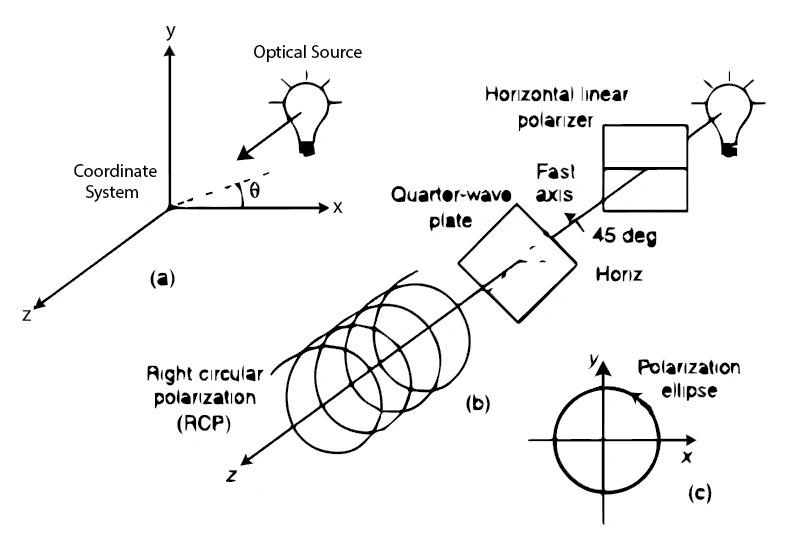 y
Optical Source
Coordinate
System
θ
x
z
(a)
Horizontal linear
polarizer
Fast
axis
Quarter-wave
plate
45 deg
Horiz
Right circular
polarization
(RCP)
z
(b)
y
Polarization
ellipse
x
(c)